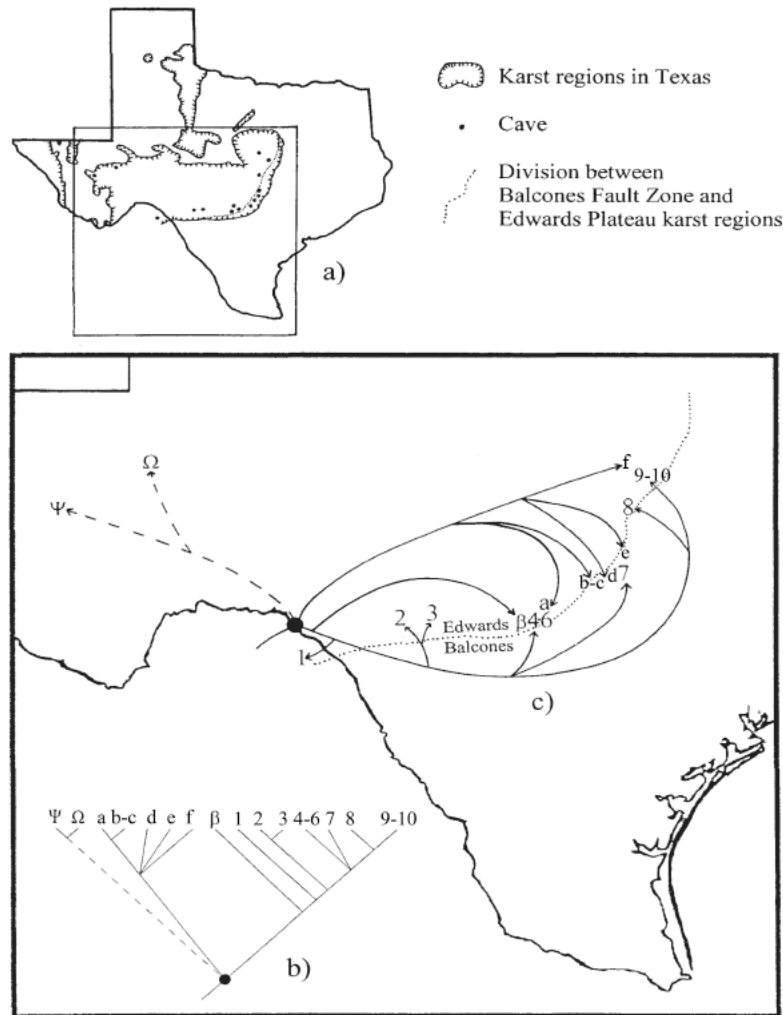 Karst regions in Texas
Cave
Division between
Balcones Fault Zone and
Edwards Plateau karst regions
a)
Ω
Ψ
f
9-10
8
e
b-c d 7
a
2 3 Edwards β46
Balcones
1
c)
Ψ Ω a b-c d e f β 1 2 3 4-6 7 8 9-10
b)